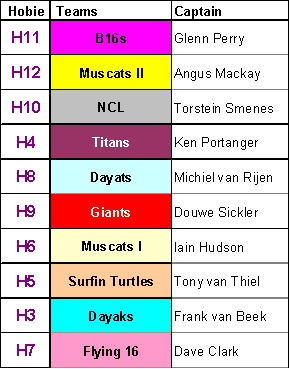 Hobie Teams Captain
H11 B16s Glenn Perry
H12 Muscats II Angus Mackay
H10 NCL Torstein Smenes
H4 Titans Ken Portanger
H8 Dayats Michiel van Rijen
H9 Giants Douwe Sickler
H6 Muscats I Iain Hudson
H5 Surfin Turtles Tony van Thiel
H3 Dayaks Frank van Beek
H7 Flying 16 Dave Clark